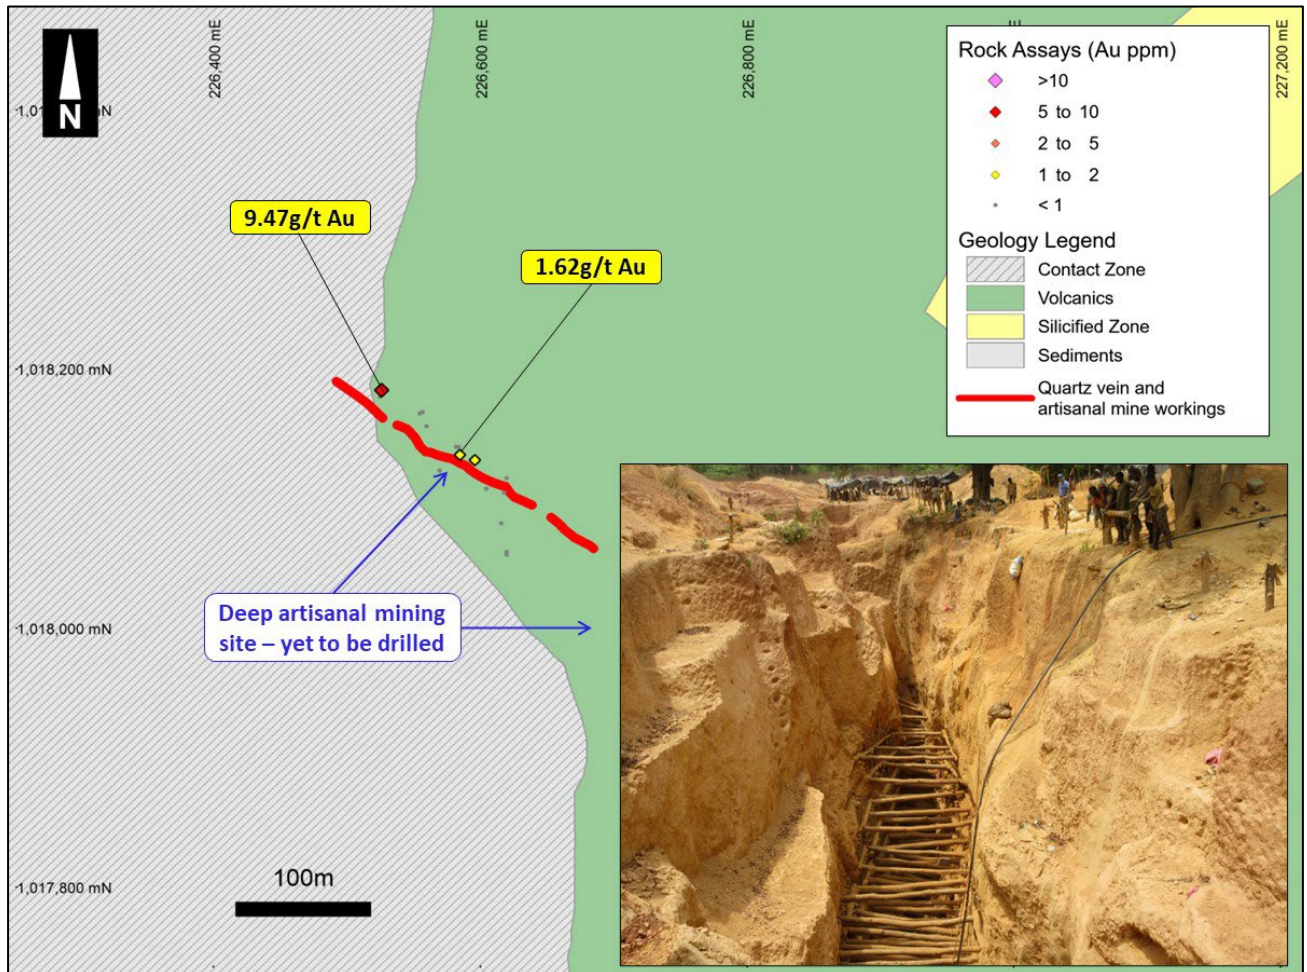 226,400 mE
226,600 mE
226,800 mE
mE
227,200 mE
N
mN
Rock Assays (Au ppm)
>10
5 to 10
2 to 5
1 to 2
< 1
Geology Legend
Contact Zone
Volcanics
Silicified Zone
Sediments
Quartz vein and
artisanal mine workings
9.47g/t Au
1.62g/t Au
1,018,200 mN
Deep artisanal mining
site – yet to be drilled
1,018,000 mN
1,017,800 mN
100m